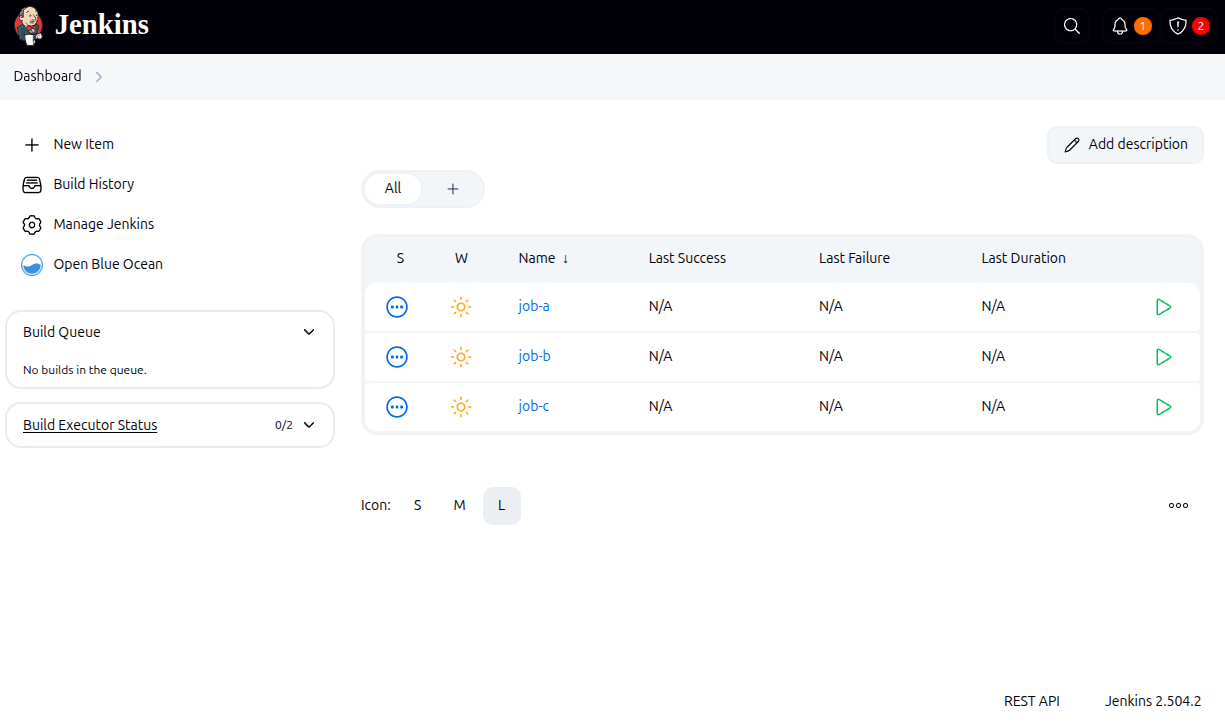 Jenkins
1 2
Dashboard
New Item
Build History
Manage Jenkins
Open Blue Ocean
Build Queue
No builds in the queue.
Build Executor Status 0/2
Add description
All +
S W Name ↓ Last Success Last Failure Last Duration
job-a N/A N/A N/A
job-b N/A N/A N/A
job-c N/A N/A N/A
Icon: S M L
REST API Jenkins 2.504.2